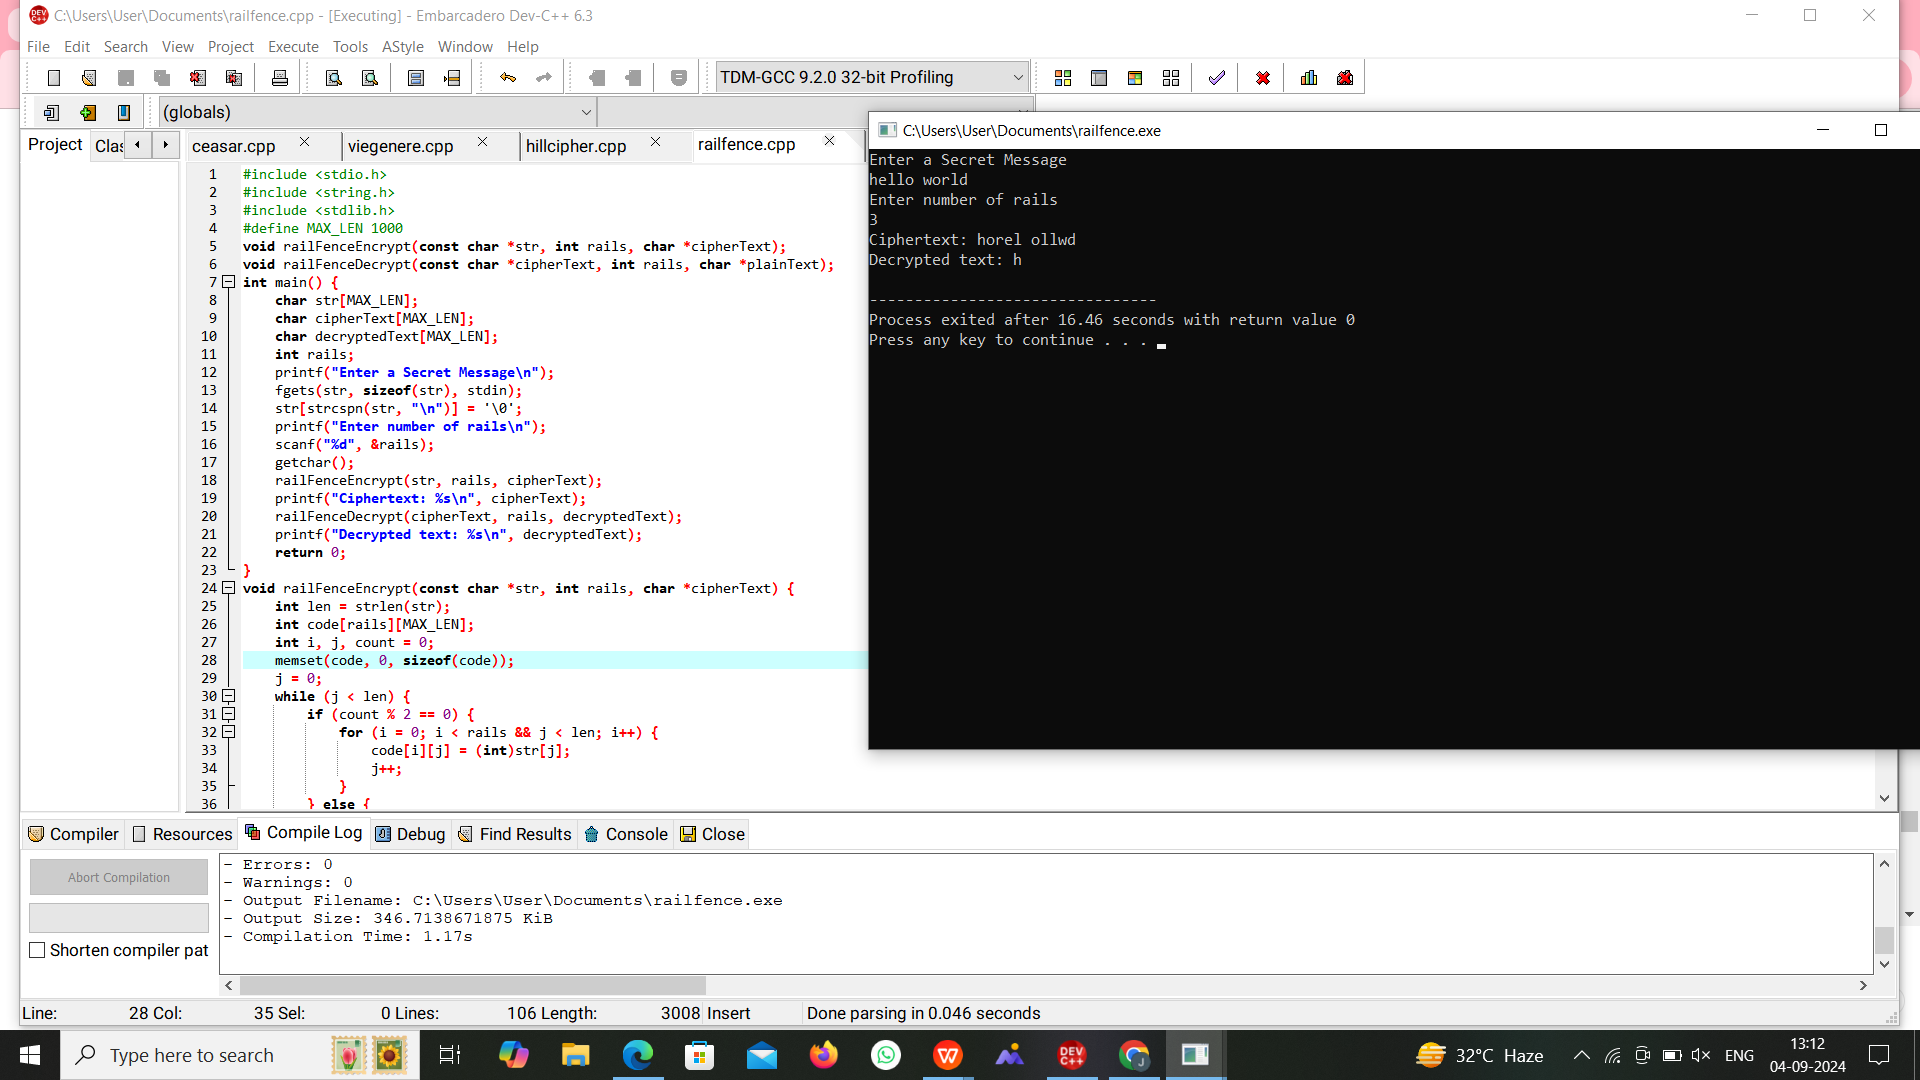 C:\Users\User\Documents\railfence.cpp - [Executing] - Embarcadero Dev-C++ 6.3
File Edit Search View Project Execute Tools AStyle Window Help
TDM-GCC 9.2.0 32-bit Profiling
(globals)
Project Clas
ceasar.cpp viegenere.cpp hillcipher.cpp railfence.cpp
1 #include <stdio.h>
2 #include <string.h>
3 #include <stdlib.h>
4 #define MAX_LEN 1000
5 void railFenceEncrypt(const char *str, int rails, char *cipherText);
6 void railFenceDecrypt(const char *cipherText, int rails, char *plainText);
7 int main() {
8 char str[MAX_LEN];
9 char cipherText[MAX_LEN];
10 char decryptedText[MAX_LEN];
11 int rails;
12 printf("Enter a Secret Message\n");
13 fgets(str, sizeof(str), stdin);
14 str[strcspn(str, "\n")] = '\0';
15 printf("Enter number of rails\n");
16 scanf("%d", &rails);
17 getchar();
18 railFenceEncrypt(str, rails, cipherText);
19 printf("Ciphertext: %s\n", cipherText);
20 railFenceDecrypt(cipherText, rails, decryptedText);
21 printf("Decrypted text: %s\n", decryptedText);
22 return 0;
23 }
24 void railFenceEncrypt(const char *str, int rails, char *cipherText) {
25 int len = strlen(str);
26 int code[rails][MAX_LEN];
27 int i, j, count = 0;
28 memset(code, 0, sizeof(code));
29 j = 0;
30 while (j < len) {
31 if (count % 2 == 0) {
32 for (i = 0; i < rails && j < len; i++) {
33 code[i][j] = (int)str[j];
34 j++;
35 }
36 } else {
C:\Users\User\Documents\railfence.exe
Enter a Secret Message
hello world
Enter number of rails
3
Ciphertext: horel ollwd
Decrypted text: h
--------------------------------
Process exited after 16.46 seconds with return value 0
Press any key to continue . . .
Compiler Resources Compile Log Debug Find Results Console Close
Abort Compilation
Shorten compiler pat
- Errors: 0
- Warnings: 0
- Output Filename: C:\Users\User\Documents\railfence.exe
- Output Size: 346.7138671875 KiB
- Compilation Time: 1.17s
Line: 28 Col: 35 Sel: 0 Lines: 106 Length: 3008 Insert Done parsing in 0.046 seconds
Type here to search
DEV C++
32°C Haze
ENG
13:12
04-09-2024